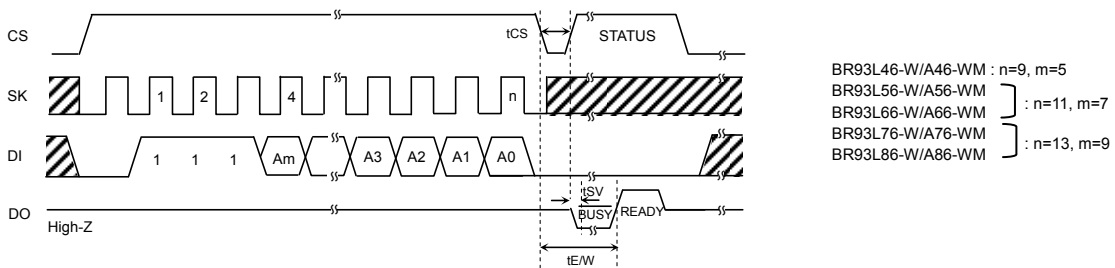 CS
tCS
STATUS
SK
1 2 4 n
DI
1 1 1 Am A3 A2 A1 A0
DO
High-Z
tSV
BUSY READY
tE/W
BR93L46-W/A46-WM : n=9, m=5
BR93L56-W/A56-WM
BR93L66-W/A66-WM
: n=11, m=7
BR93L76-W/A76-WM
BR93L86-W/A86-WM
: n=13, m=9